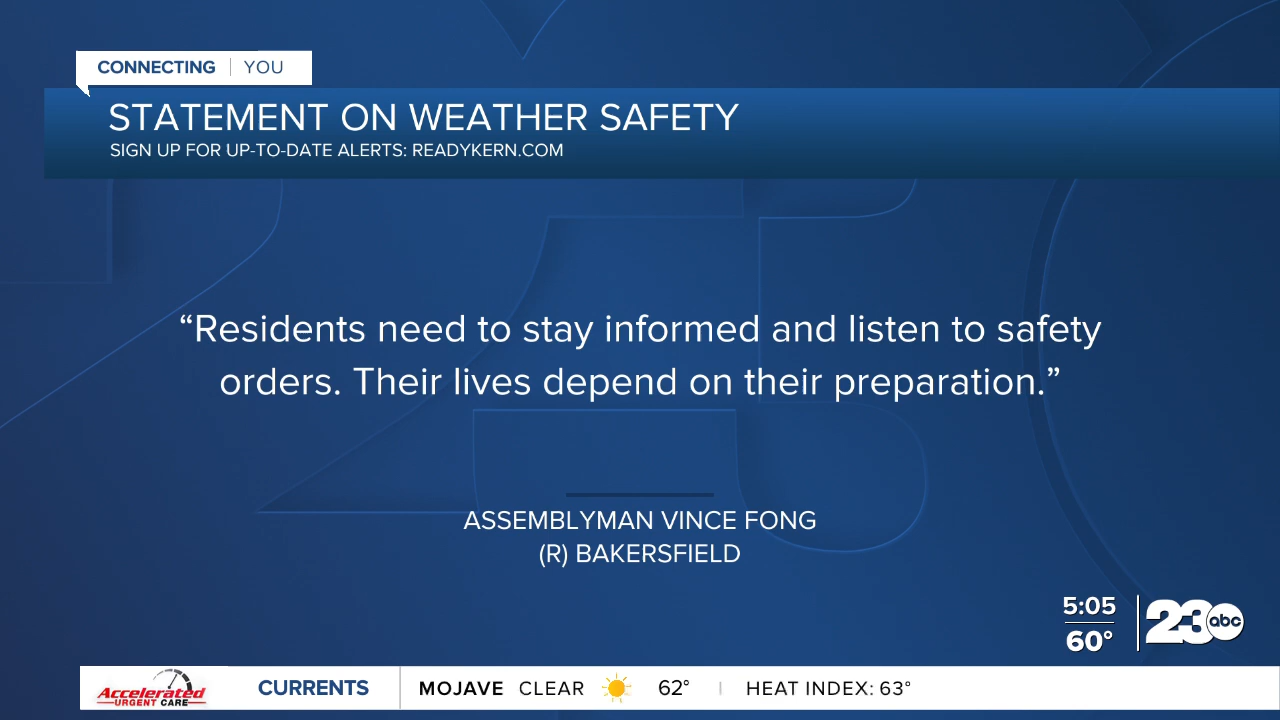 CONNECTING | YOU
STATEMENT ON WEATHER SAFETY
SIGN UP FOR UP-TO-DATE ALERTS: READYKERN.COM
“Residents need to stay informed and listen to safety
orders. Their lives depend on their preparation.”
ASSEMBLYMAN VINCE FONG
(R) BAKERSFIELD
5:05
60°
23 abc
Accelerated
URGENT CARE
CURRENTS
MOJAVE CLEAR 62° | HEAT INDEX: 63°